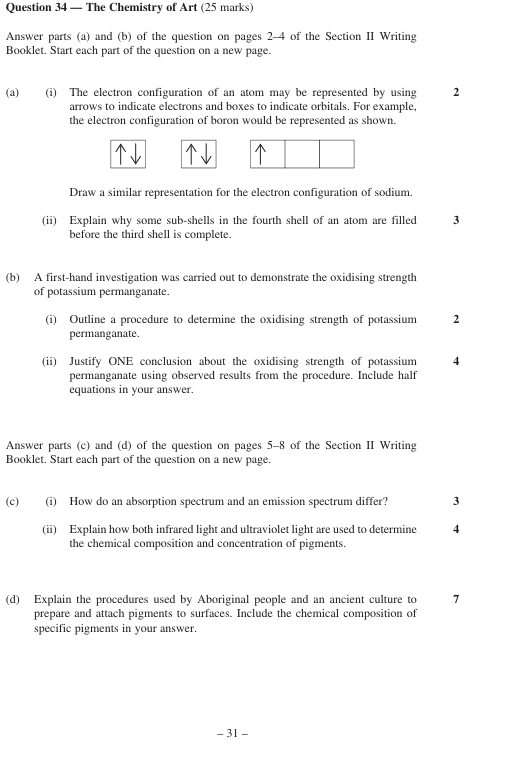 Question 34 — The Chemistry of Art (25 marks)
Answer parts (a) and (b) of the question on pages 2–4 of the Section II Writing
Booklet. Start each part of the question on a new page.
(a) (i) The electron configuration of an atom may be represented by using 2
arrows to indicate electrons and boxes to indicate orbitals. For example,
the electron configuration of boron would be represented as shown.
Draw a similar representation for the electron configuration of sodium.
(ii) Explain why some sub-shells in the fourth shell of an atom are filled 3
before the third shell is complete.
(b) A first-hand investigation was carried out to demonstrate the oxidising strength
of potassium permanganate.
(i) Outline a procedure to determine the oxidising strength of potassium 2
permanganate.
(ii) Justify ONE conclusion about the oxidising strength of potassium 4
permanganate using observed results from the procedure. Include half
equations in your answer.
Answer parts (c) and (d) of the question on pages 5–8 of the Section II Writing
Booklet. Start each part of the question on a new page.
(c) (i) How do an absorption spectrum and an emission spectrum differ? 3
(ii) Explain how both infrared light and ultraviolet light are used to determine 4
the chemical composition and concentration of pigments.
(d) Explain the procedures used by Aboriginal people and an ancient culture to 7
prepare and attach pigments to surfaces. Include the chemical composition of
specific pigments in your answer.
– 31 –